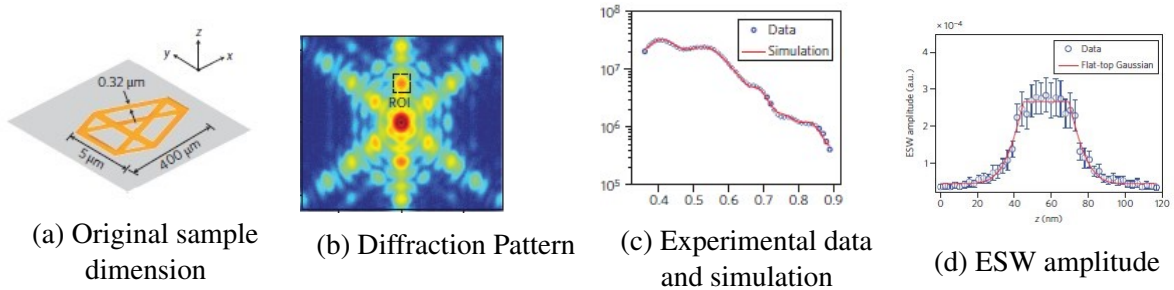 z
y
x
0.32 μm
5 μm
400 μm
(a) Original sample
dimension
ROI
(b) Diffraction Pattern
10⁸
10⁷
10⁶
10⁵
Data
Simulation
0.4 0.5 0.6 0.7 0.8 0.9
(c) Experimental data
and simulation
×10⁻⁴
ESW amplitude (a.u.)
4
3
2
1
Data
Flat-top Gaussian
0 20 40 60 80 100 120
z (nm)
(d) ESW amplitude